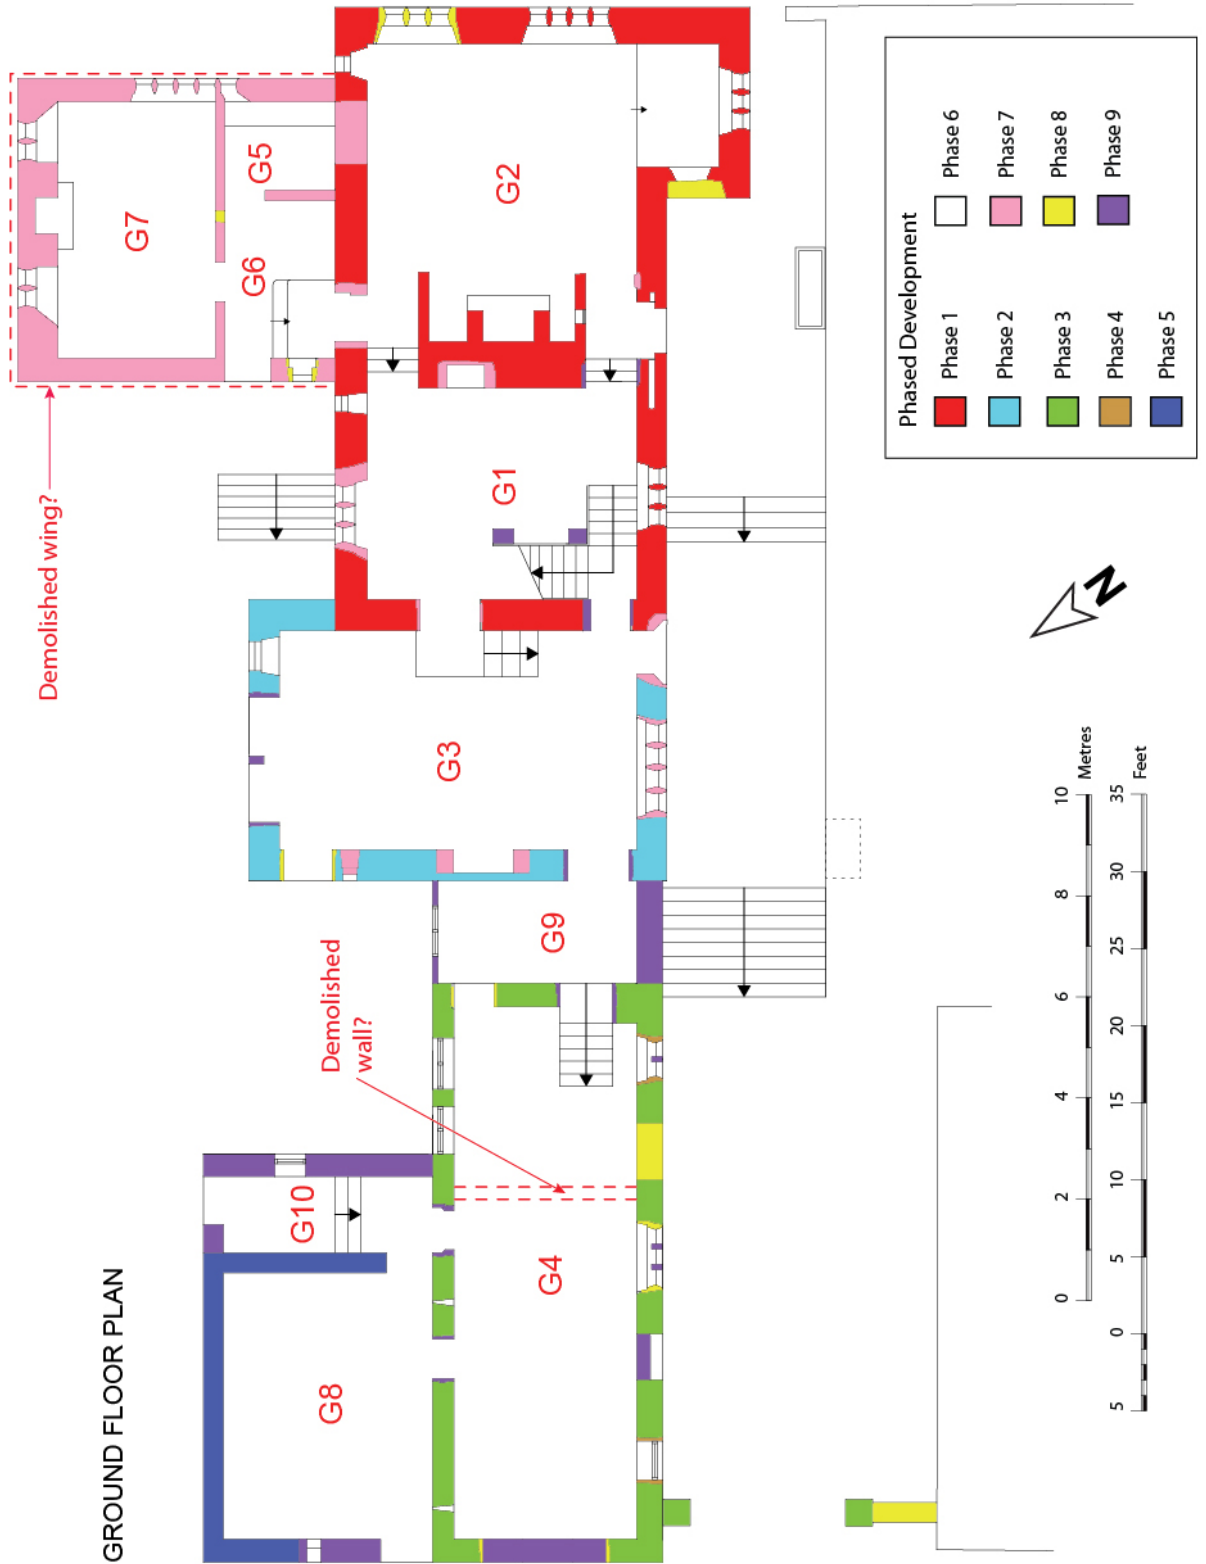 GROUND FLOOR PLAN
Demolished wing?
Demolished
wall?
G7
G5
G6
G2
G1
G3
G9
G10
G8
G4
N
Phased Development
Phase 1
Phase 2
Phase 3
Phase 4
Phase 5
Phase 6
Phase 7
Phase 8
Phase 9
0 2 4 6 8 10 Metres
5 0 5 10 15 20 25 30 35 Feet